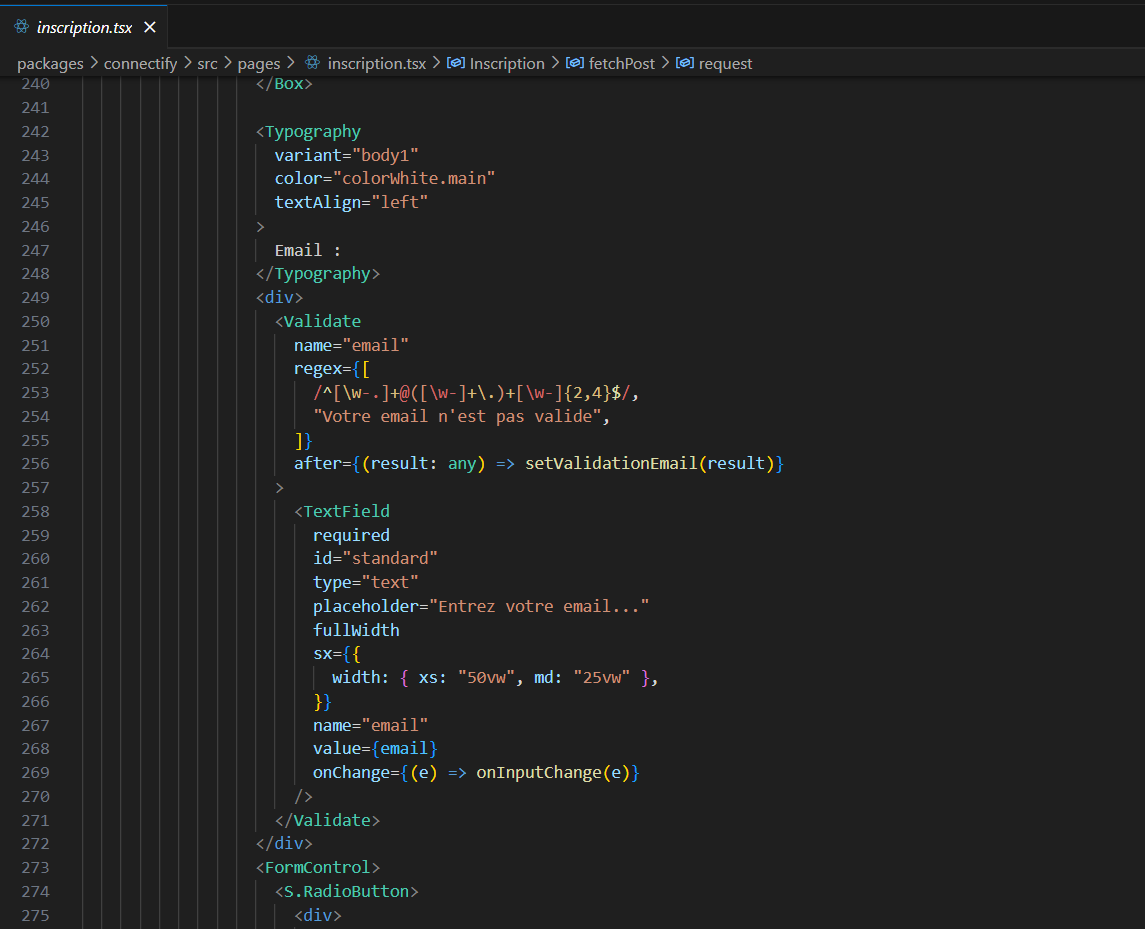 inscription.tsx
packages > connectify > src > pages > inscription.tsx > Inscription > fetchPost > request
240 </Box>
241
242 <Typography
243 variant="body1"
244 color="colorWhite.main"
245 textAlign="left"
246 >
247 Email :
248 </Typography>
249 <div>
250 <Validate
251 name="email"
252 regex={[
253 /^[\w-.]+@([\w-]+\.)+[\w-]{2,4}$/,
254 "Votre email n'est pas valide",
255 ]}
256 after={(result: any) => setValidationEmail(result)}
257 >
258 <TextField
259 required
260 id="standard"
261 type="text"
262 placeholder="Entrez votre email..."
263 fullWidth
264 sx={{
265 width: { xs: "50vw", md: "25vw" },
266 }}
267 name="email"
268 value={email}
269 onChange={(e) => onInputChange(e)}
270 />
271 </Validate>
272 </div>
273 <FormControl>
274 <S.RadioButton>
275 <div>